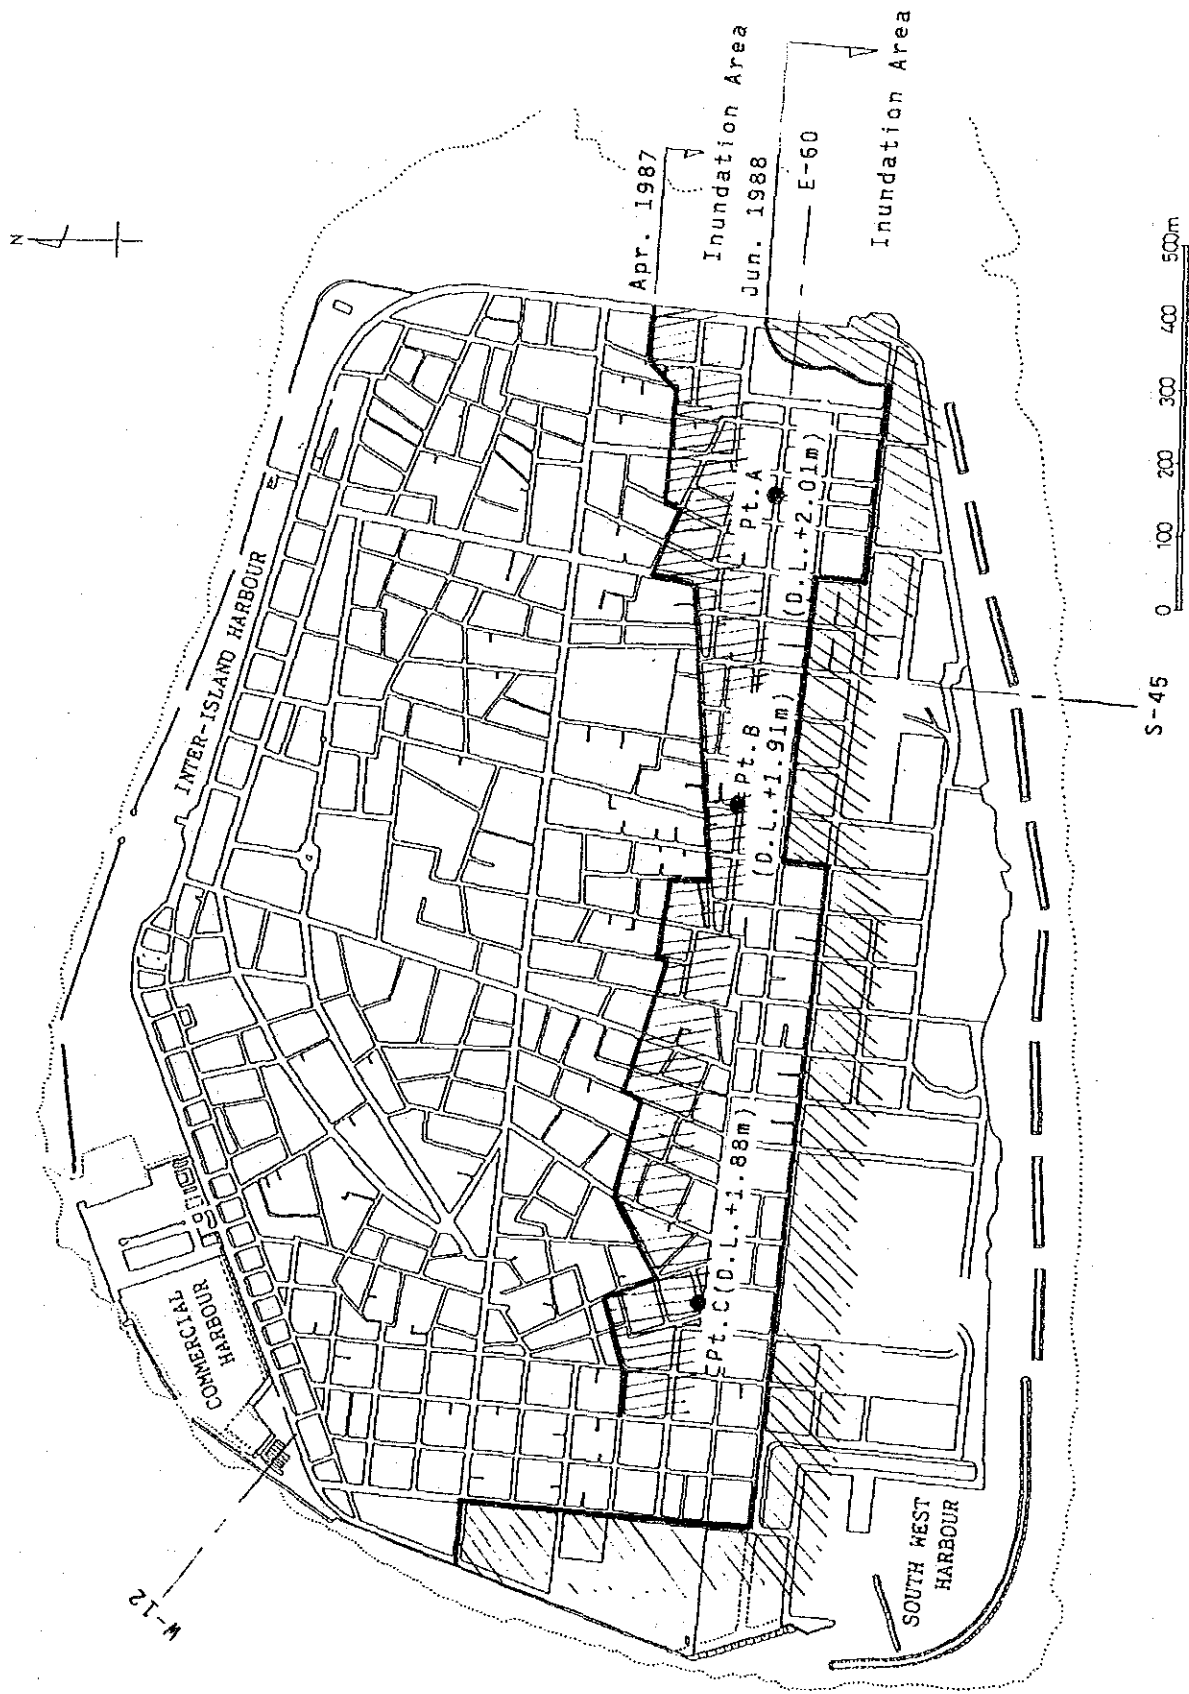 N
INTER-ISLAND HARBOUR
COMMERCIAL
HARBOUR
W-12
SOUTH WEST
HARBOUR
Apr. 1987
Inundation Area
Jun. 1988
E-60
Inundation Area
Pt.A
(D.L.+2.01m)
Pt.B
(D.L.+1.91m)
Pt.C(D.L.+1.88m)
S-45
0 100 200 300 400 500m